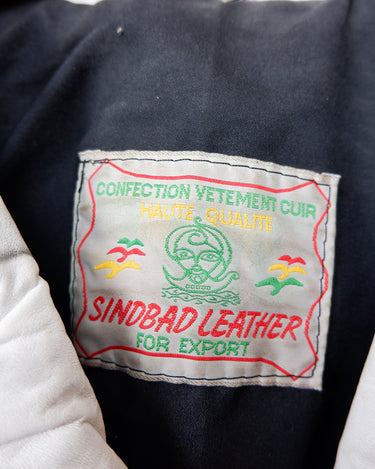 CONFECTION VETEMENT CUIR
HAUTE QUALITE
SINDBAD LEATHER
FOR EXPORT